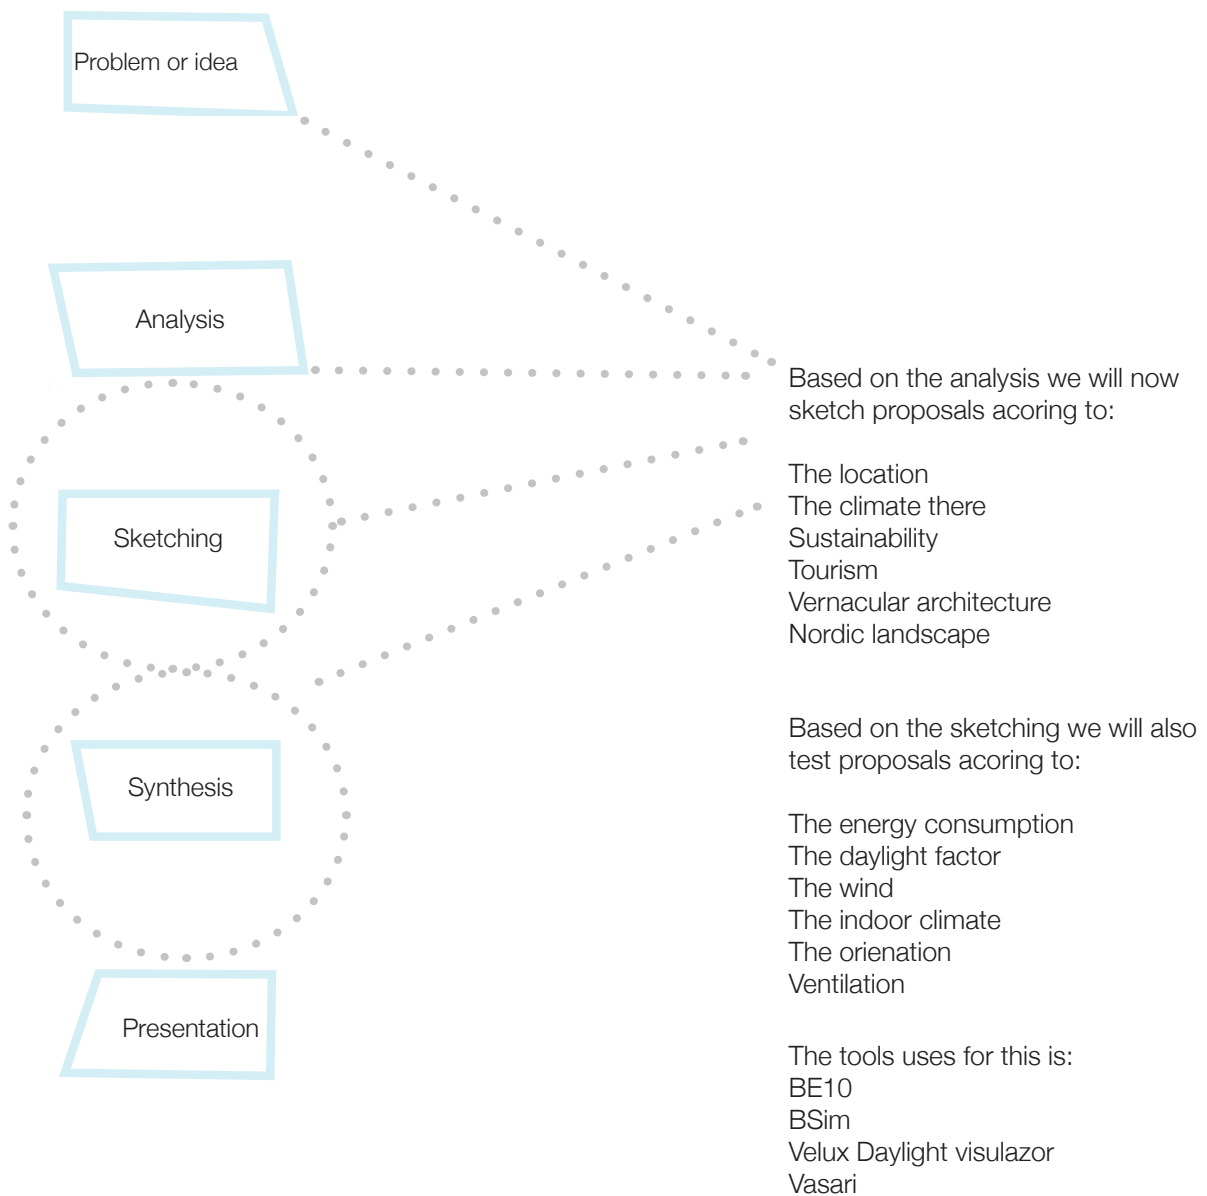 Problem or idea
Analysis
Sketching
Synthesis
Presentation
Based on the analysis we will now
sketch proposals acoring to:
The location
The climate there
Sustainability
Tourism
Vernacular architecture
Nordic landscape
Based on the sketching we will also
test proposals acoring to:
The energy consumption
The daylight factor
The wind
The indoor climate
The orienation
Ventilation
The tools uses for this is:
BE10
BSim
Velux Daylight visulazor
Vasari